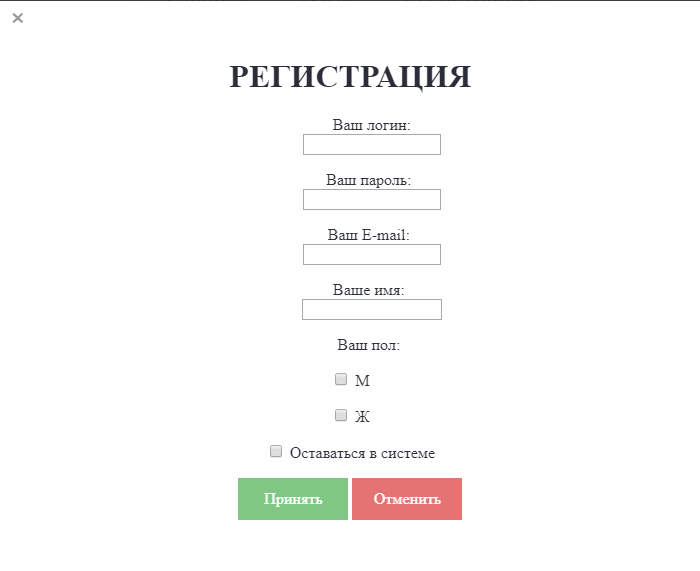 ×
РЕГИСТРАЦИЯ
Ваш логин:
Ваш пароль:
Ваш E-mail:
Ваше имя:
Ваш пол:
М
Ж
Оставаться в системе
Принять Отменить